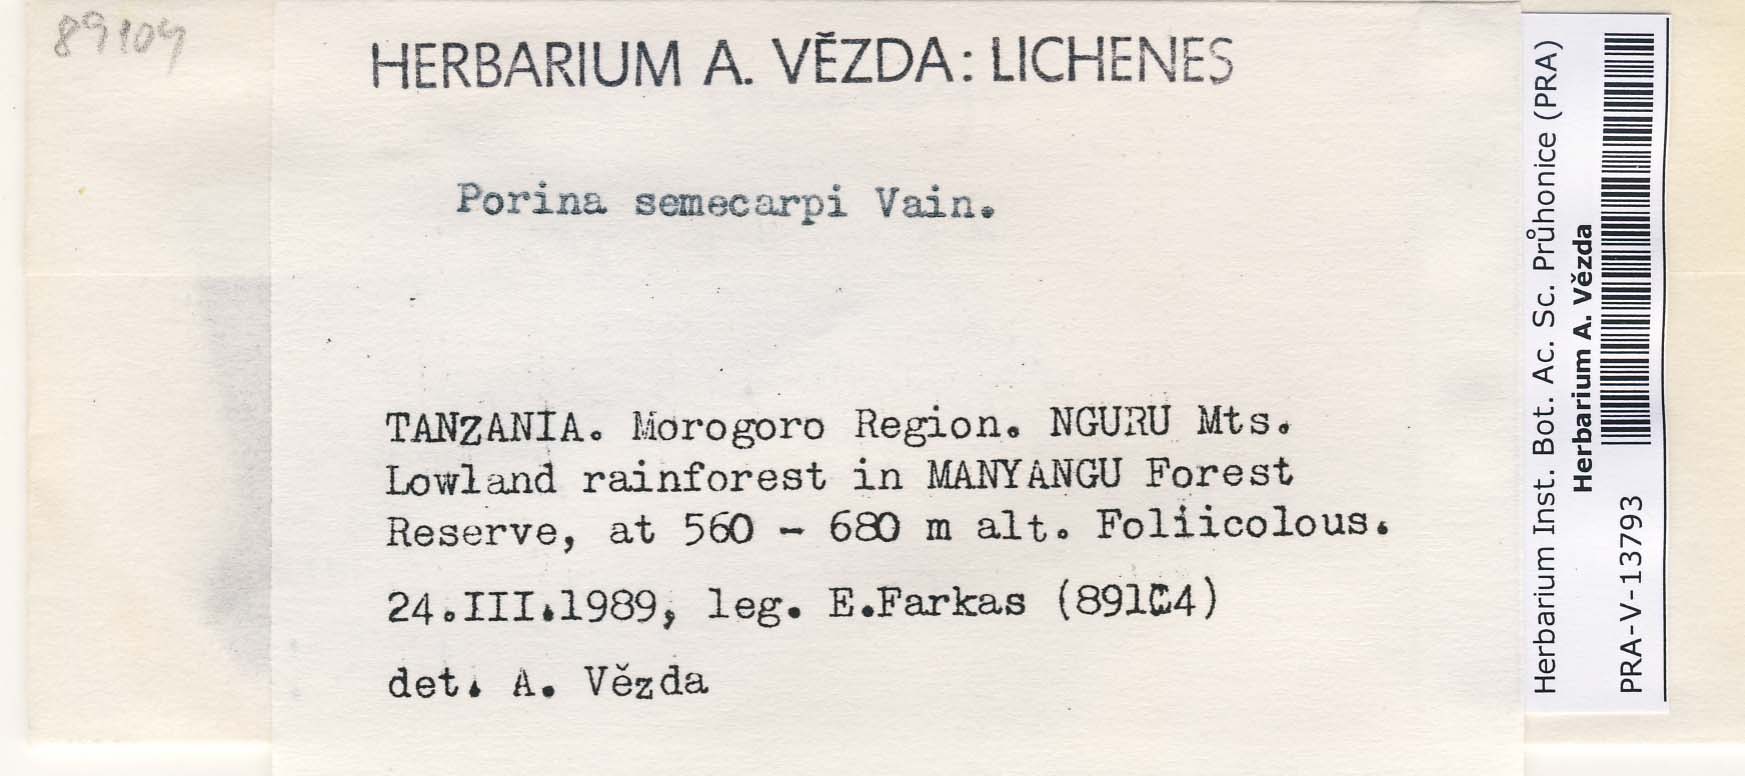 89104
HERBARIUM A. VĚZDA: LICHENES
Porina semecarpi Vain.
TANZANIA. Morogoro Region. NGURU Mts.
Lowland rainforest in MANYANGU Forest
Reserve, at 560 - 680 m alt. Foliicolous.
24.III.1989, leg. E.Farkas (89104)
det. A. Vězda
Herbarium Inst. Bot. Ac. Sc. Průhonice (PRA)
Herbarium A. Vězda
PRA-V-13793